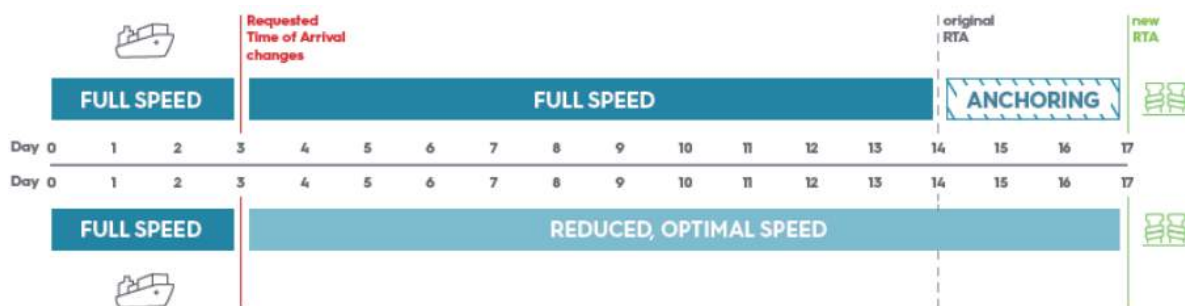 Requested
Time of Arrival
changes
original
RTA
new
RTA
FULL SPEED
FULL SPEED
ANCHORING
Day 0 1 2 3 4 5 6 7 8 9 10 11 12 13 14 15 16 17
Day 0 1 2 3 4 5 6 7 8 9 10 11 12 13 14 15 16 17
FULL SPEED
REDUCED, OPTIMAL SPEED